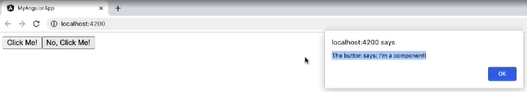 MyAngularApp
localhost:4200
Click Me! No, Click Me!
localhost:4200 says
The button says: I'm a component!
OK